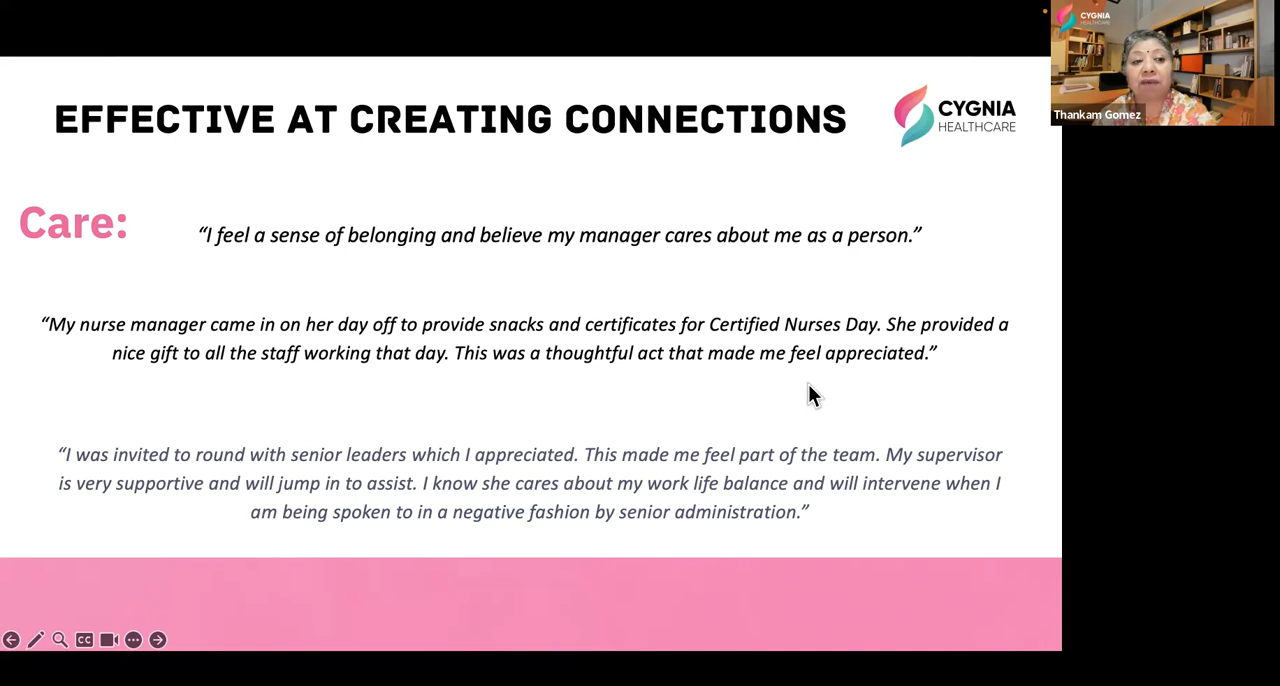 CYGNIA
HEALTHCARE
Thankam Gomez
EFFECTIVE AT CREATING CONNECTIONS
CYGNIA
HEALTHCARE
Care:
“I feel a sense of belonging and believe my manager cares about me as a person.”
“My nurse manager came in on her day off to provide snacks and certificates for Certified Nurses Day. She provided a
nice gift to all the staff working that day. This was a thoughtful act that made me feel appreciated.”
“I was invited to round with senior leaders which I appreciated. This made me feel part of the team. My supervisor
is very supportive and will jump in to assist. I know she cares about my work life balance and will intervene when I
am being spoken to in a negative fashion by senior administration.”
CC